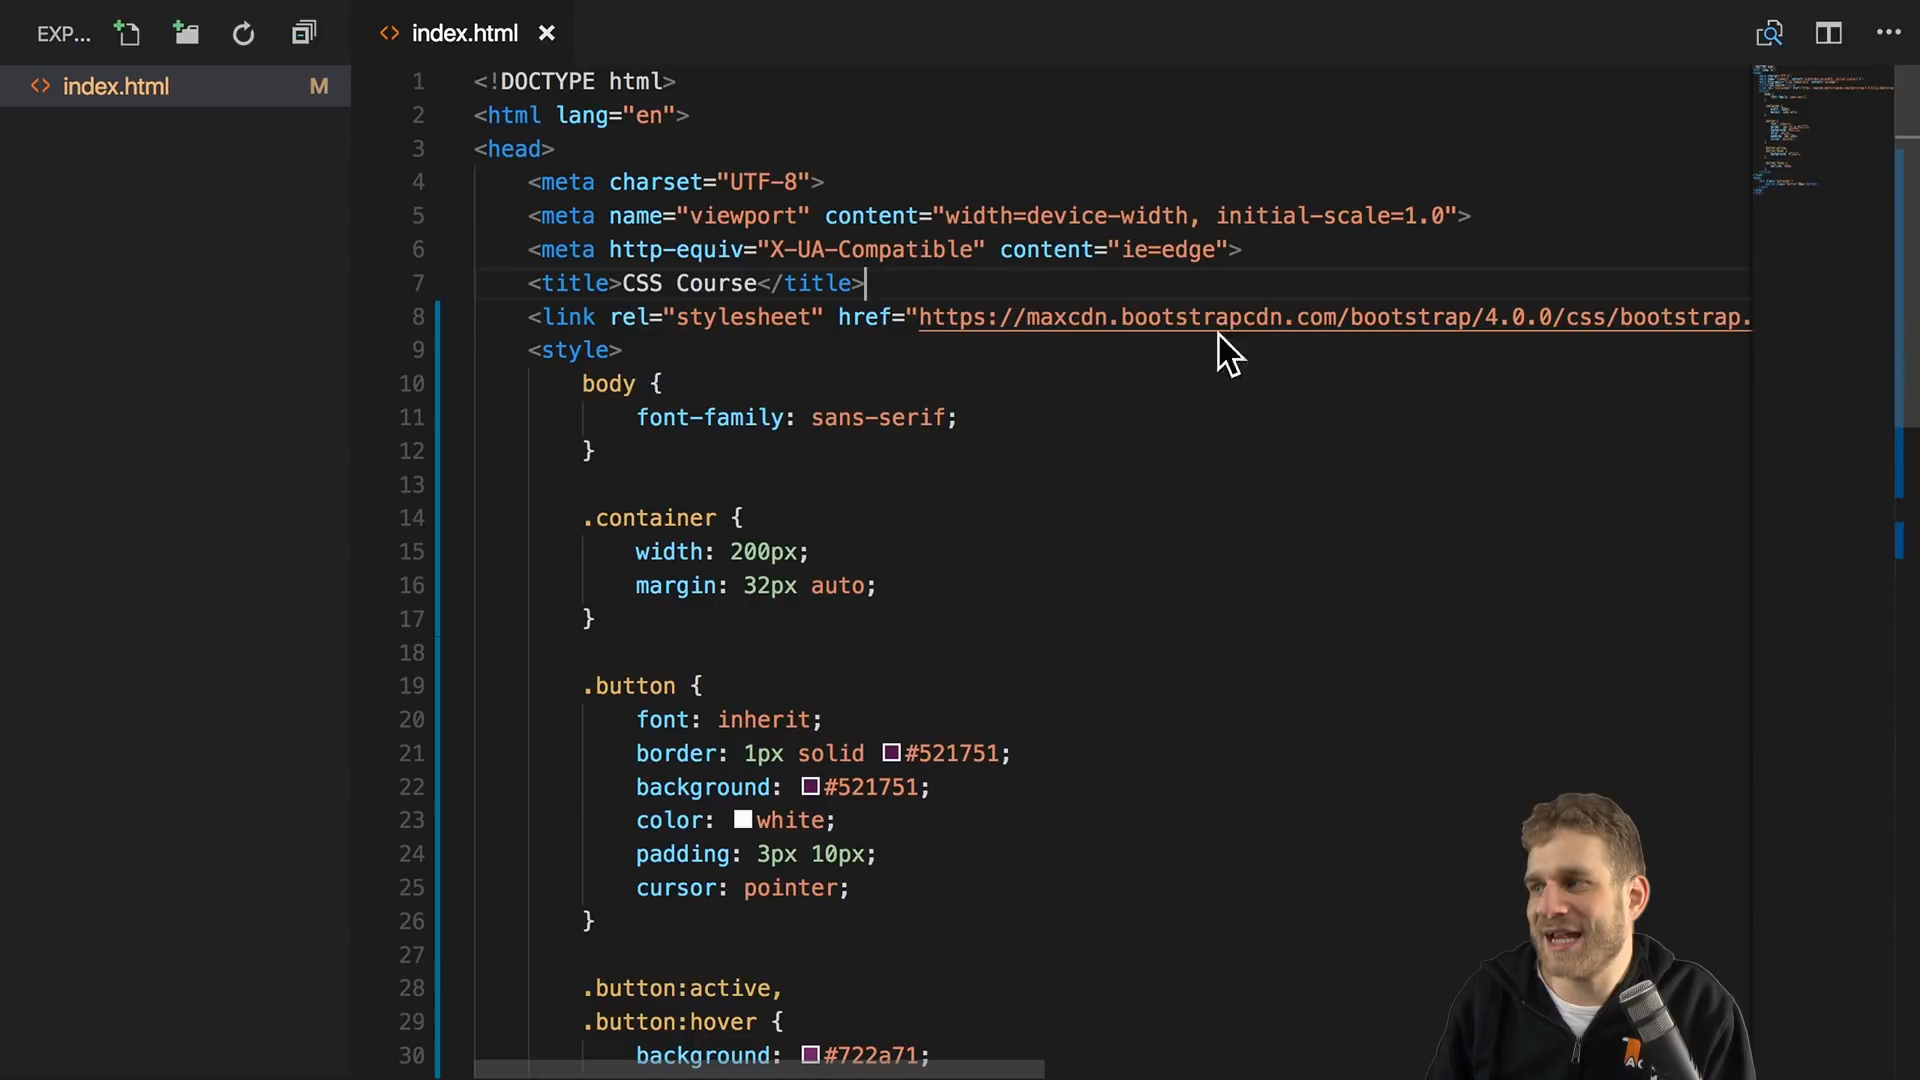 EXP...
index.html
index.html M
1 <!DOCTYPE html>
2 <html lang="en">
3 <head>
4 <meta charset="UTF-8">
5 <meta name="viewport" content="width=device-width, initial-scale=1.0">
6 <meta http-equiv="X-UA-Compatible" content="ie=edge">
7 <title>CSS Course</title>
8 <link rel="stylesheet" href="https://maxcdn.bootstrapcdn.com/bootstrap/4.0.0/css/bootstrap.
9 <style>
10 body {
11 font-family: sans-serif;
12 }
13
14 .container {
15 width: 200px;
16 margin: 32px auto;
17 }
18
19 .button {
20 font: inherit;
21 border: 1px solid #521751;
22 background: #521751;
23 color: white;
24 padding: 3px 10px;
25 cursor: pointer;
26 }
27
28 .button:active,
29 .button:hover {
30 background: #722a71;